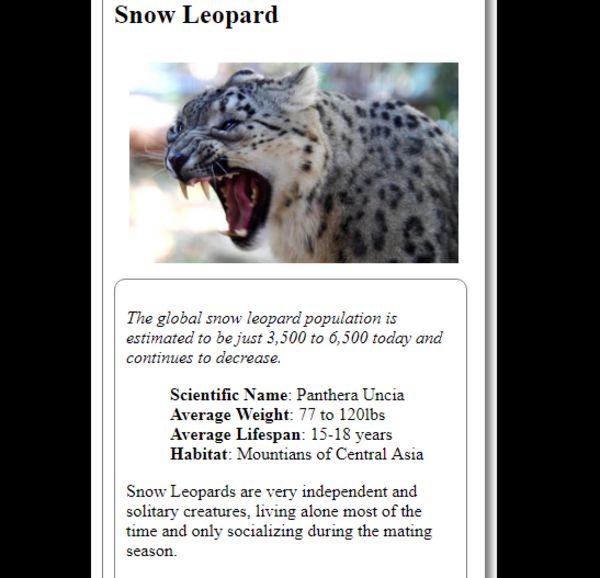 Snow Leopard
The global snow leopard population is
estimated to be just 3,500 to 6,500 today and
continues to decrease.
Scientific Name: Panthera Uncia
Average Weight: 77 to 120lbs
Average Lifespan: 15-18 years
Habitat: Mountians of Central Asia
Snow Leopards are very independent and
solitary creatures, living alone most of the
time and only socializing during the mating
season.